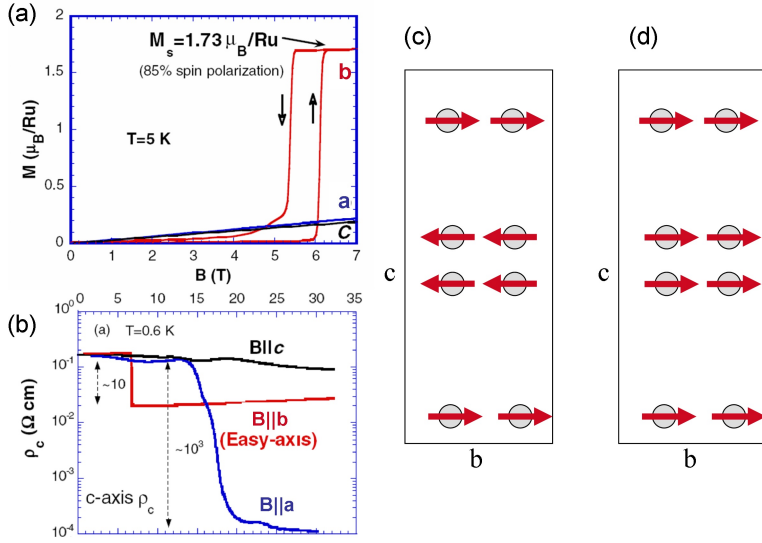 (a)
2
M_s=1.73 μ_B/Ru
(85% spin polarization)
b
1.5
M (μ_B/Ru)
1
T=5 K
0.5
a
c
0
0 1 2 3 4 5 6 7
B (T)
(b)
0 5 10 15 20 25 30 35
10^0
(a) T=0.6 K
B||c
10^-1
~10
B||b
(Easy-axis)
ρ_c (Ω cm)
10^-2
~10^3
10^-3
c-axis ρ_c
B||a
10^-4
(c)
c
b
(d)
c
b